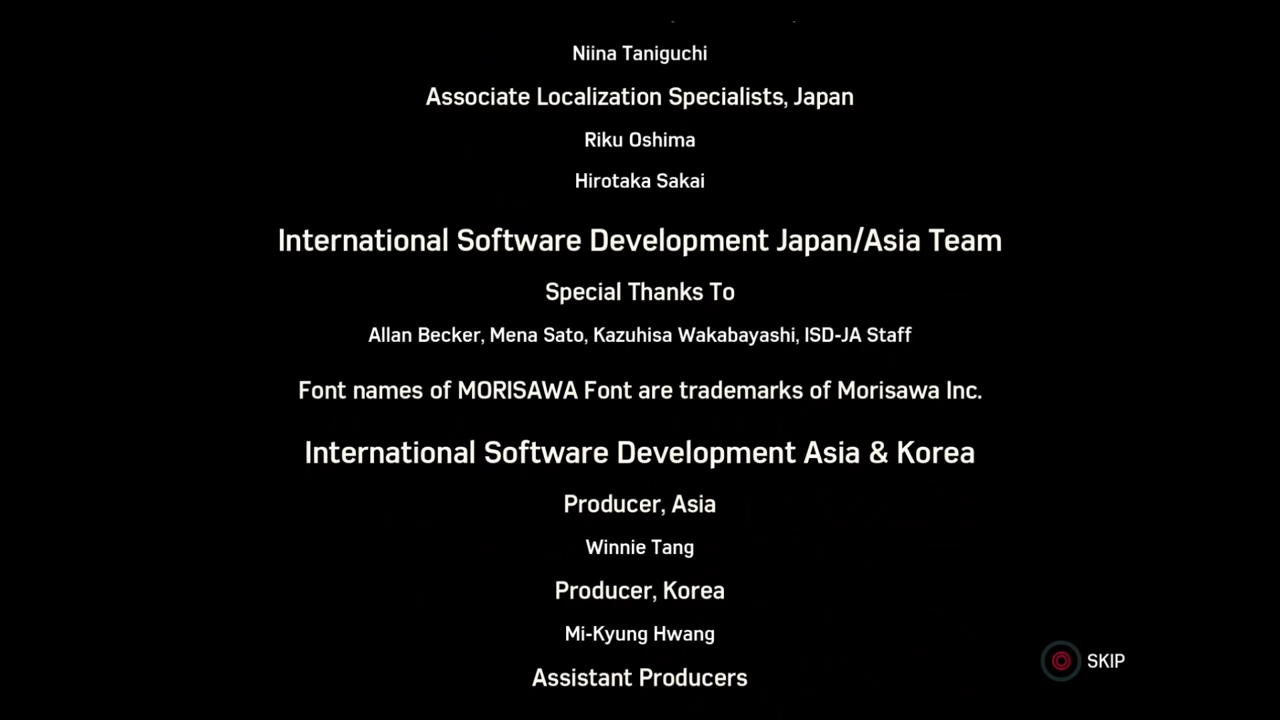 Niina Taniguchi
Associate Localization Specialists, Japan
Riku Oshima
Hirotaka Sakai
International Software Development Japan/Asia Team
Special Thanks To
Allan Becker, Mena Sato, Kazuhisa Wakabayashi, ISD-JA Staff
Font names of MORISAWA Font are trademarks of Morisawa Inc.
International Software Development Asia & Korea
Producer, Asia
Winnie Tang
Producer, Korea
Mi-Kyung Hwang
SKIP
Assistant Producers